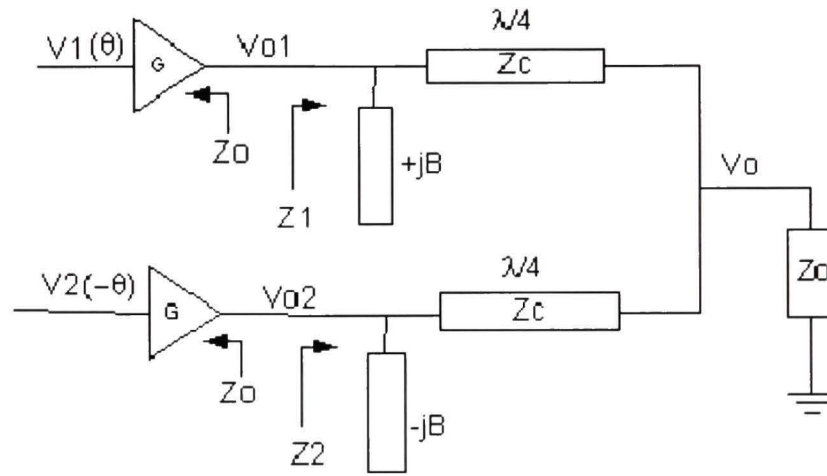 λ/4
V1(θ)
G
Vo1
Zc
Zo
Z1
+jB
Vo
Zo
λ/4
V2(-θ)
G
Vo2
Zc
Zo
Z2
-jB